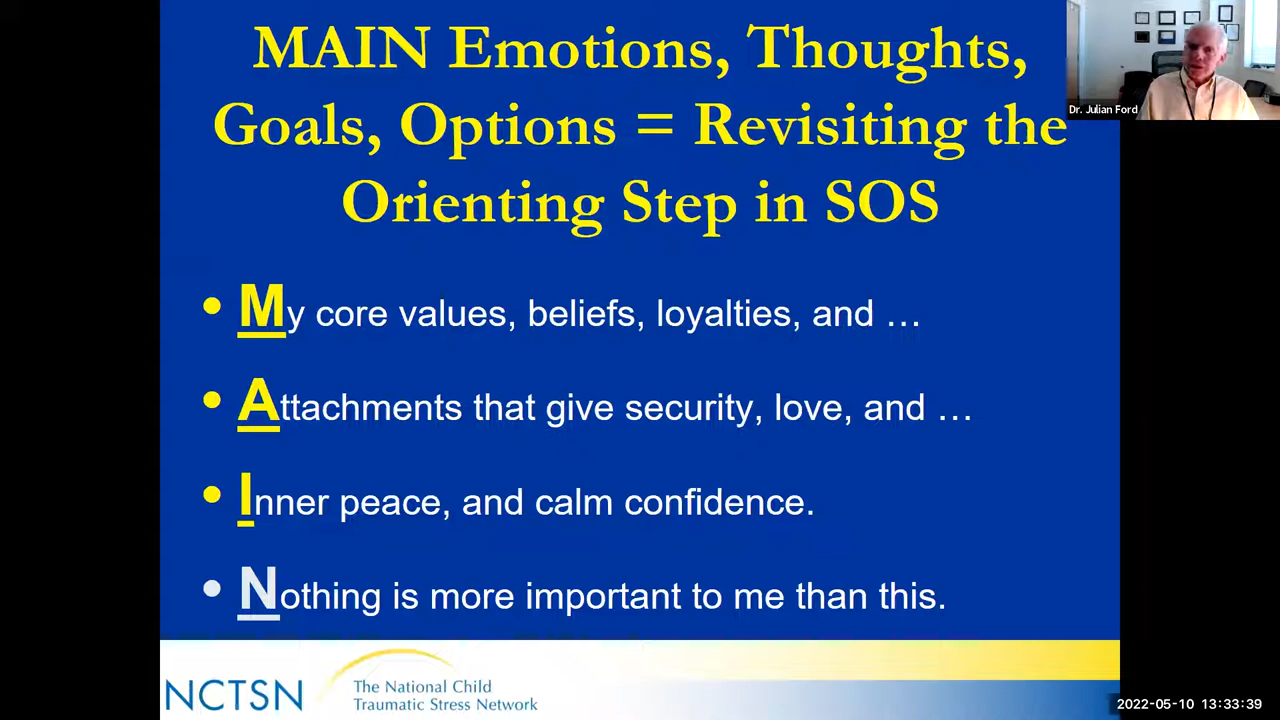 MAIN Emotions, Thoughts,
Goals, Options = Revisiting the
Orienting Step in SOS
Dr. Julian Ford
• My core values, beliefs, loyalties, and …
• Attachments that give security, love, and …
• Inner peace, and calm confidence.
• Nothing is more important to me than this.
NCTSN
The National Child
Traumatic Stress Network
2022-05-10 13:33:39